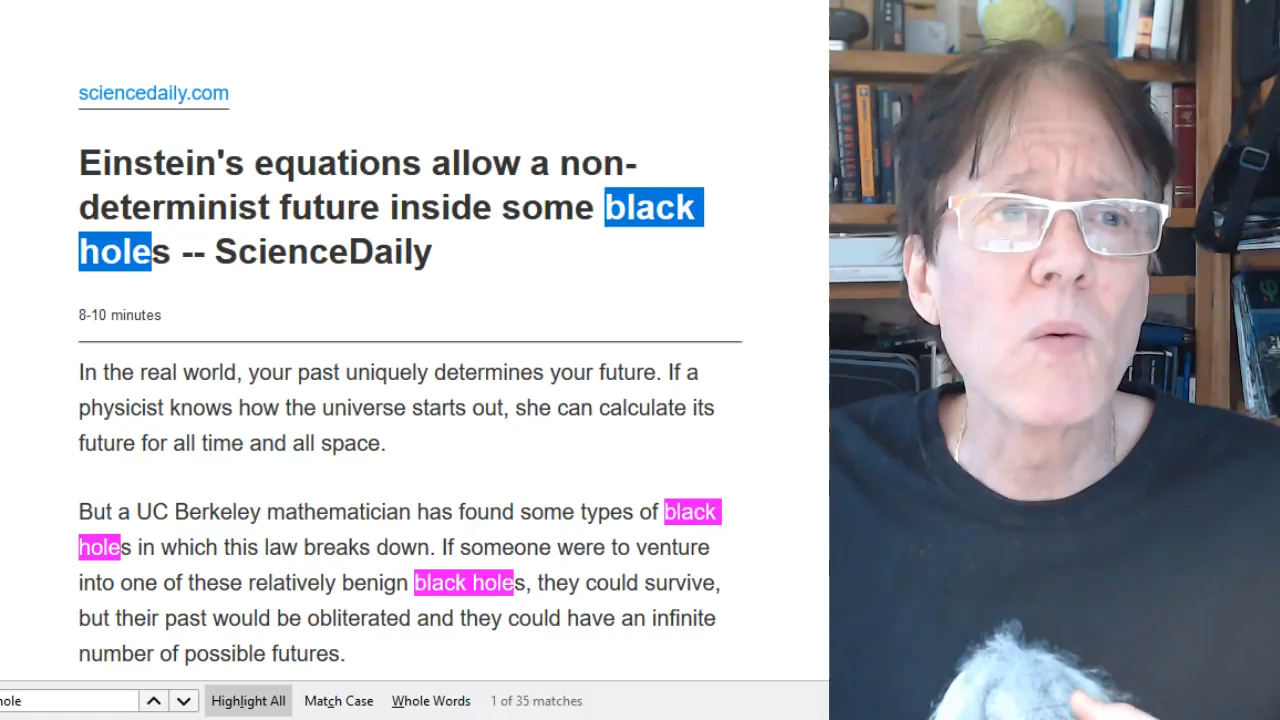 sciencedaily.com
Einstein's equations allow a non-
determinist future inside some black
holes -- ScienceDaily
8-10 minutes
In the real world, your past uniquely determines your future. If a
physicist knows how the universe starts out, she can calculate its
future for all time and all space.
But a UC Berkeley mathematician has found some types of black
holes in which this law breaks down. If someone were to venture
into one of these relatively benign black holes, they could survive,
but their past would be obliterated and they could have an infinite
number of possible futures.
Highlight All Match Case Whole Words 1 of 35 matches